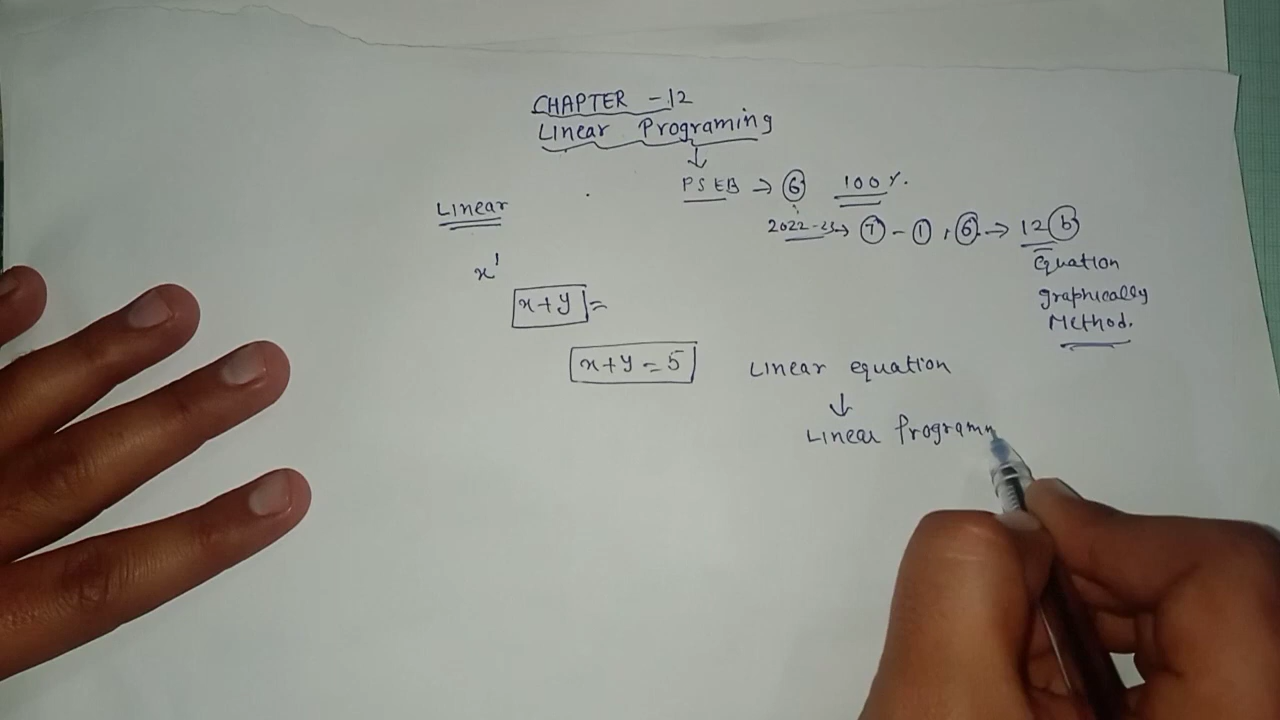 CHAPTER - 12
Linear Programing
↓
PSEB → 6 100%.
Linear
2022-23 → 7 - 1, 6 → 12 b
Equation
x¹
graphically
x+y =
Method.
x+y = 5
Linear equation
↓
Linear Programm